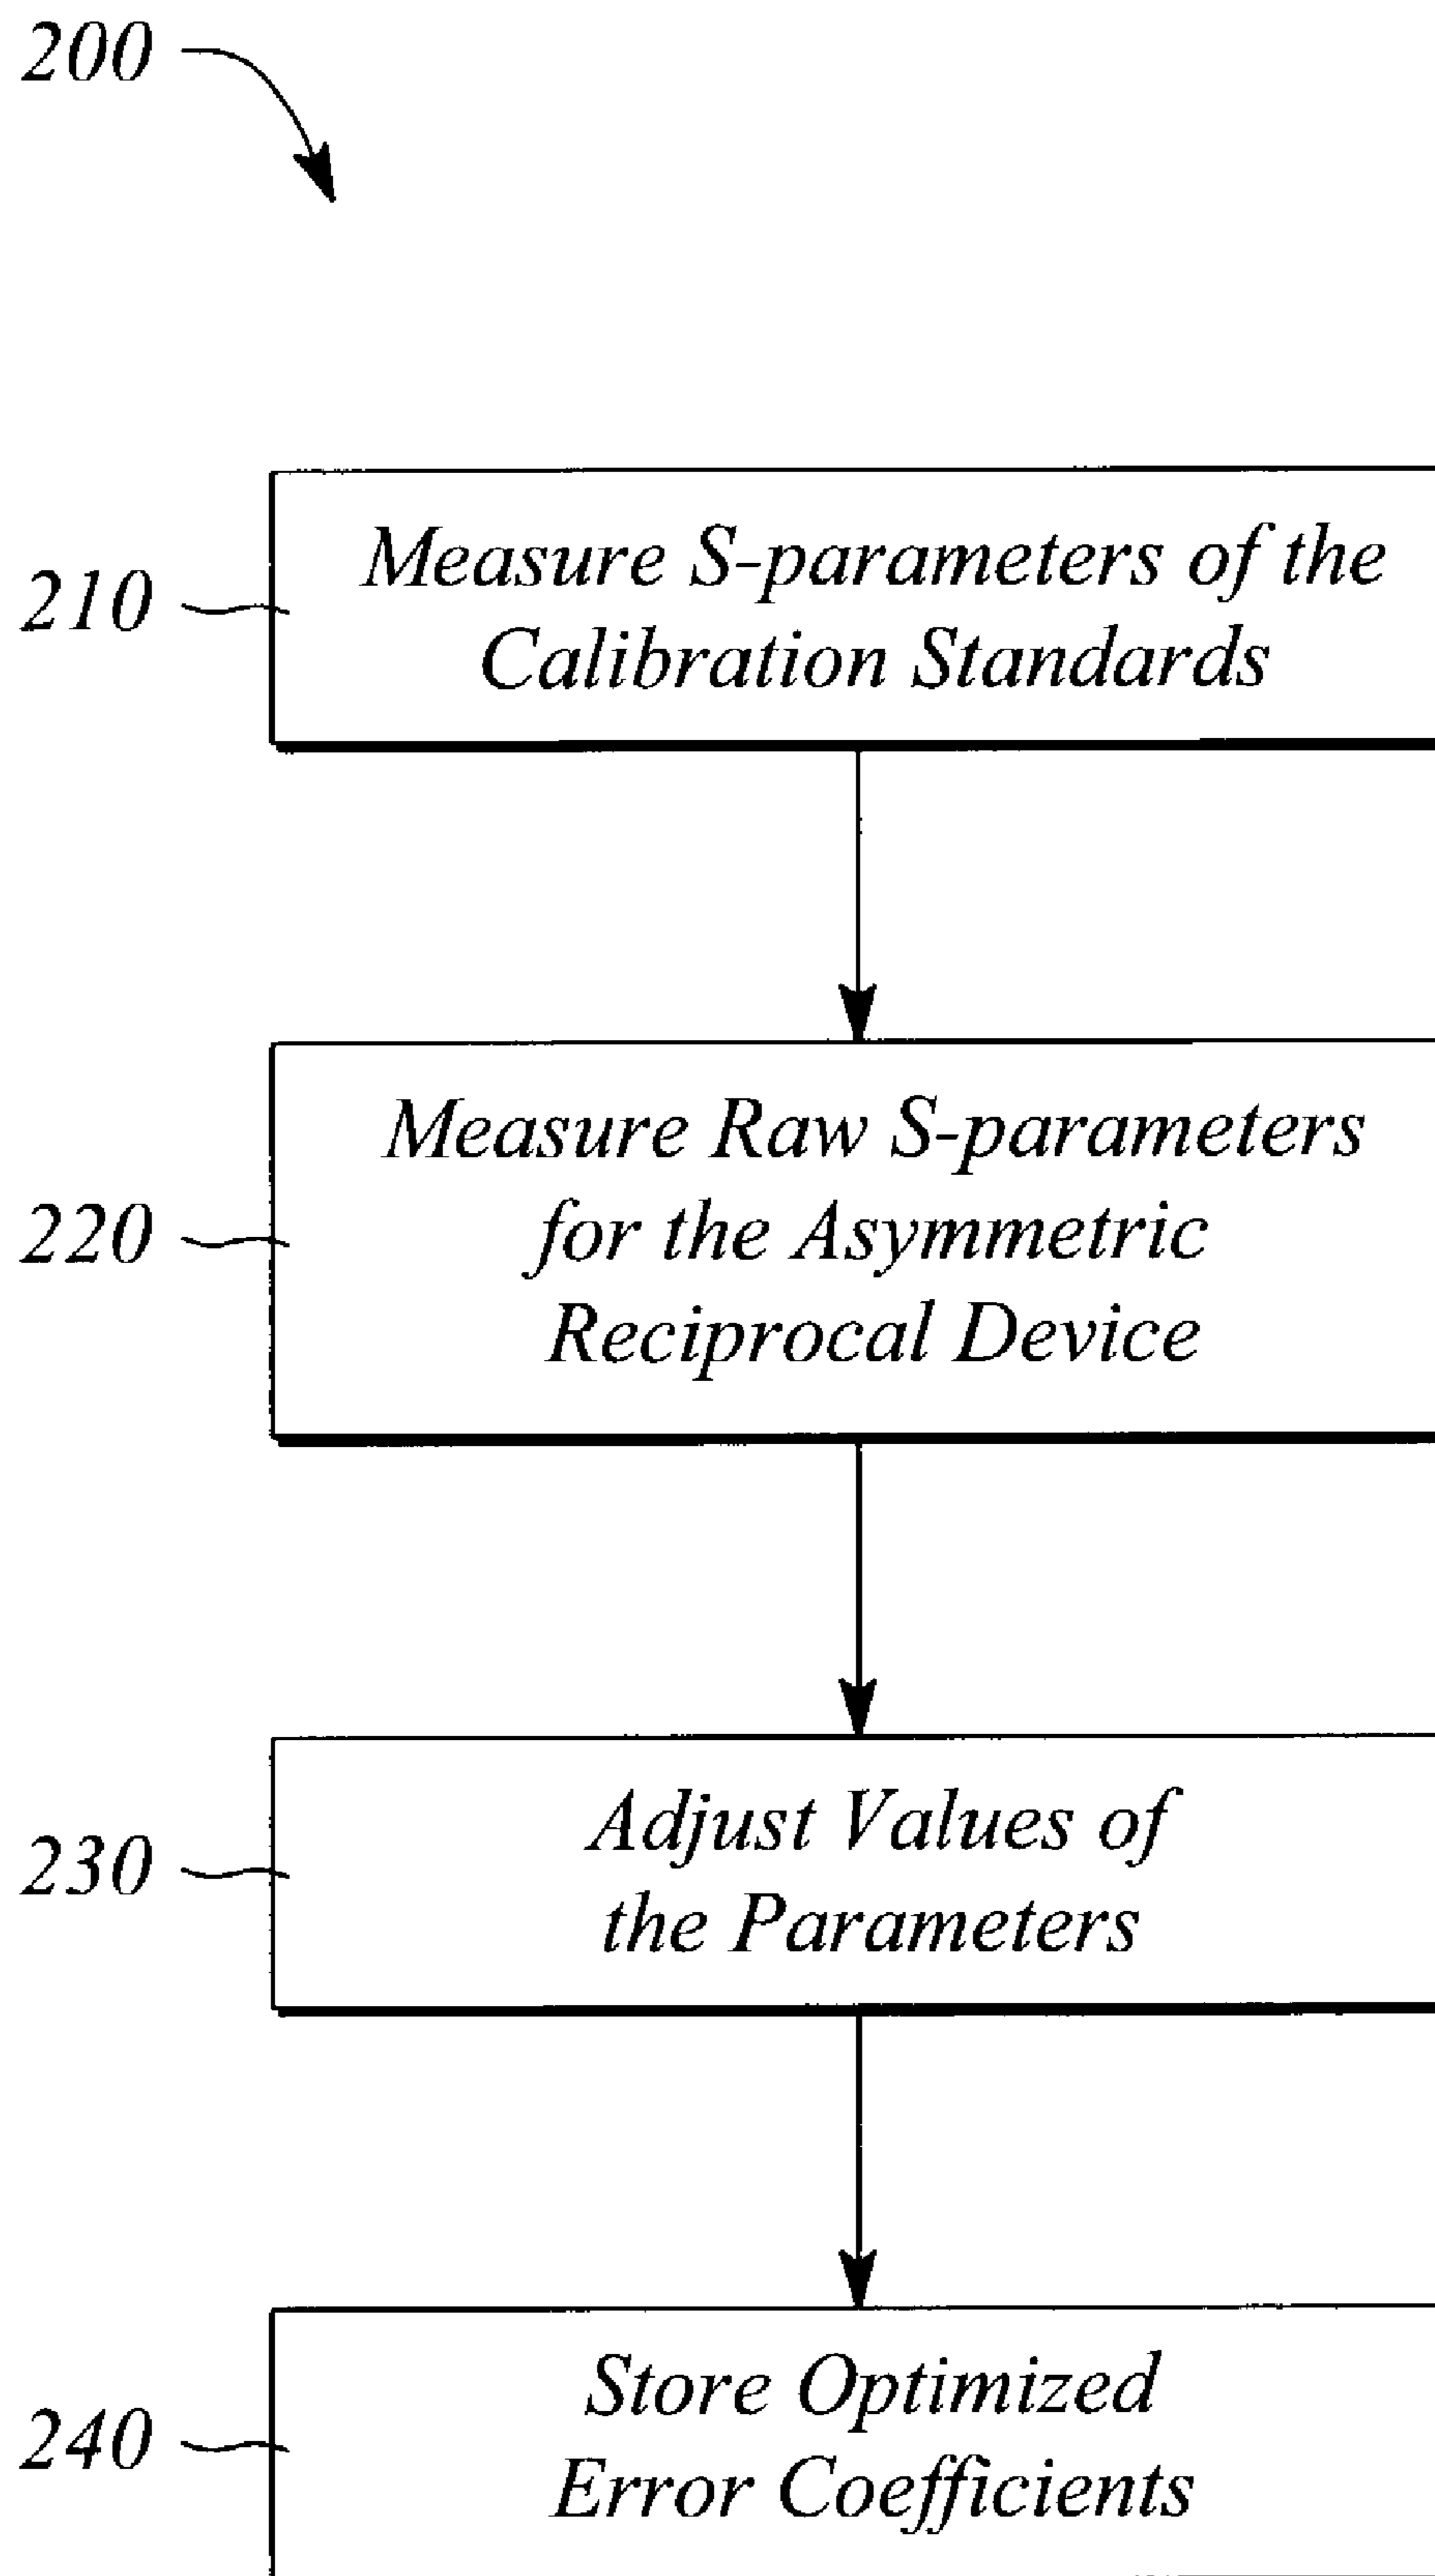 200
210
Measure S-parameters of the
Calibration Standards
220
Measure Raw S-parameters
for the Asymmetric
Reciprocal Device
230
Adjust Values of
the Parameters
240
Store Optimized
Error Coefficients